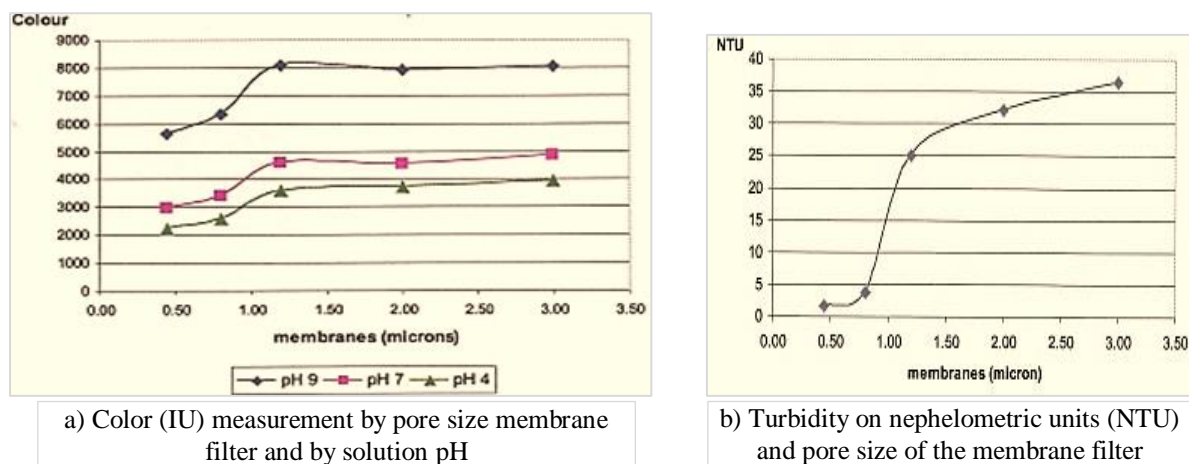 Colour
9000
8000
7000
6000
5000
4000
3000
2000
1000
0
0.00 0.50 1.00 1.50 2.00 2.50 3.00 3.50
membranes (microns)
pH 9 pH 7 pH 4
a) Color (IU) measurement by pore size membrane
filter and by solution pH
NTU
40
35
30
25
20
15
10
5
0
0.00 0.50 1.00 1.50 2.00 2.50 3.00 3.50
membranes (micron)
b) Turbidity on nephelometric units (NTU)
and pore size of the membrane filter